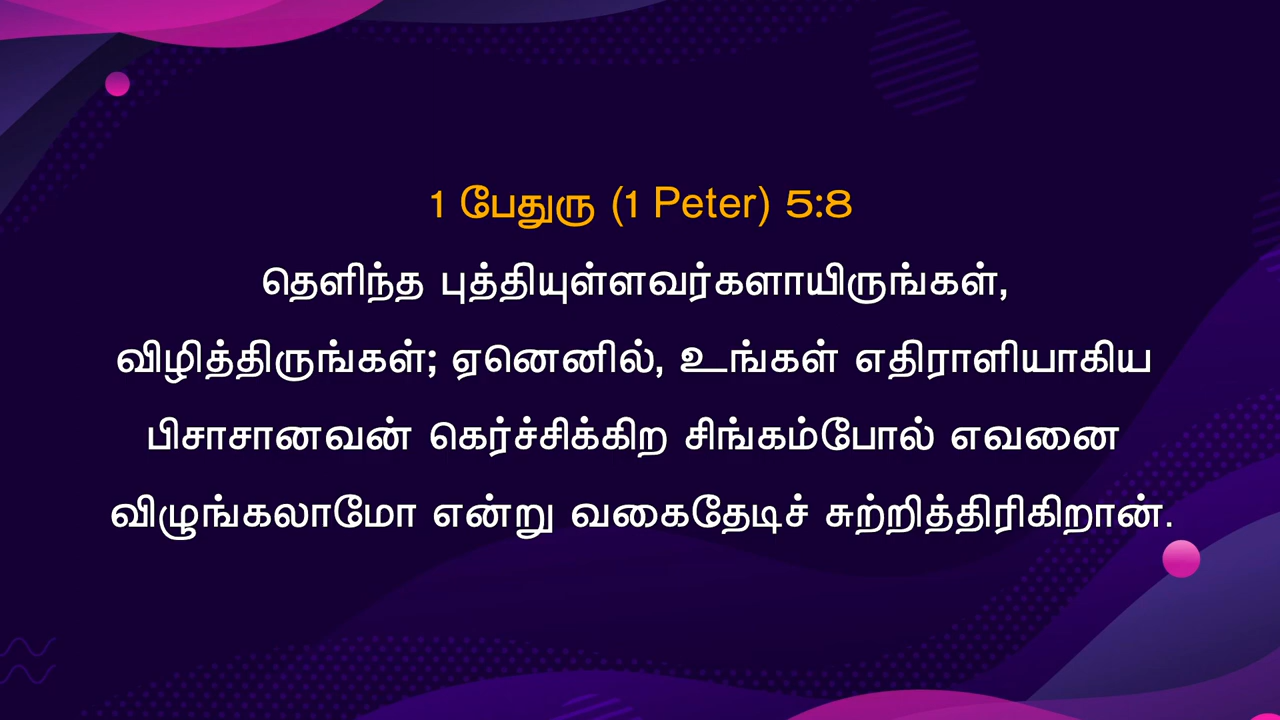 1 பேதுரு (1 Peter) 5:8
தெளிந்த புத்தியுள்ளவர்களாயிருங்கள்,
விழித்திருங்கள்; ஏனெனில், உங்கள் எதிராளியாகிய
பிசாசானவன் கெர்ச்சிக்கிற சிங்கம்போல் எவனை
விழுங்கலாமோ என்று வகைதேடிச் சுற்றித்திரிகிறான்.